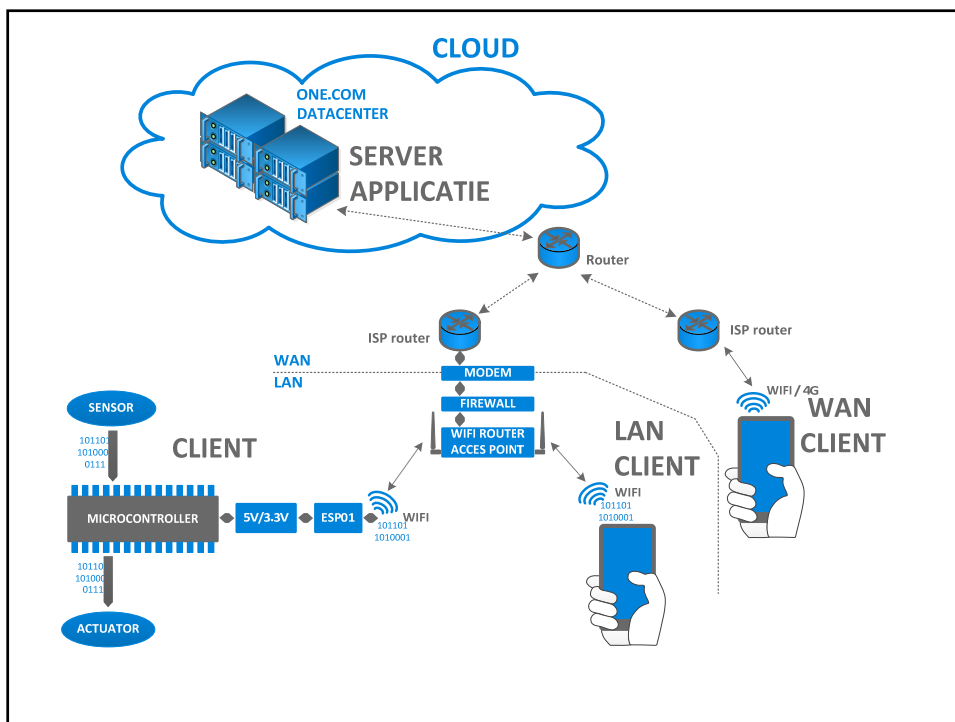 CLOUD
ONE.COM
DATACENTER
SERVER
APPLICATIE
Router
ISP router
ISP router
WAN
LAN
MODEM
FIREWALL
WIFI ROUTER
ACCES POINT
WIFI / 4G
WAN
CLIENT
LAN
CLIENT
WIFI
101101
1010001
SENSOR
101101
101000
0111
CLIENT
MICROCONTROLLER
5V/3.3V
ESP01
WIFI
101101
1010001
10110
101000
0111
ACTUATOR